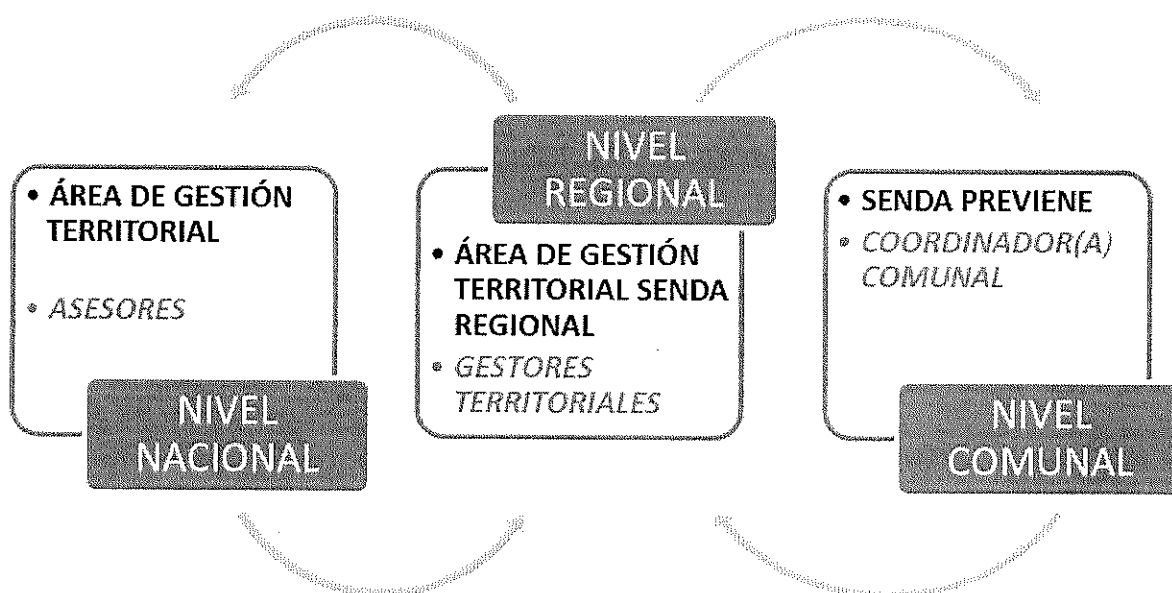 • ÁREA DE GESTIÓN
TERRITORIAL
• ASESORES
NIVEL
NACIONAL
NIVEL
REGIONAL
• ÁREA DE GESTIÓN
TERRITORIAL SENDA
REGIONAL
• GESTORES
TERRITORIALES
• SENDA PREVIENE
• COORDINADOR(A)
COMUNAL
NIVEL
COMUNAL